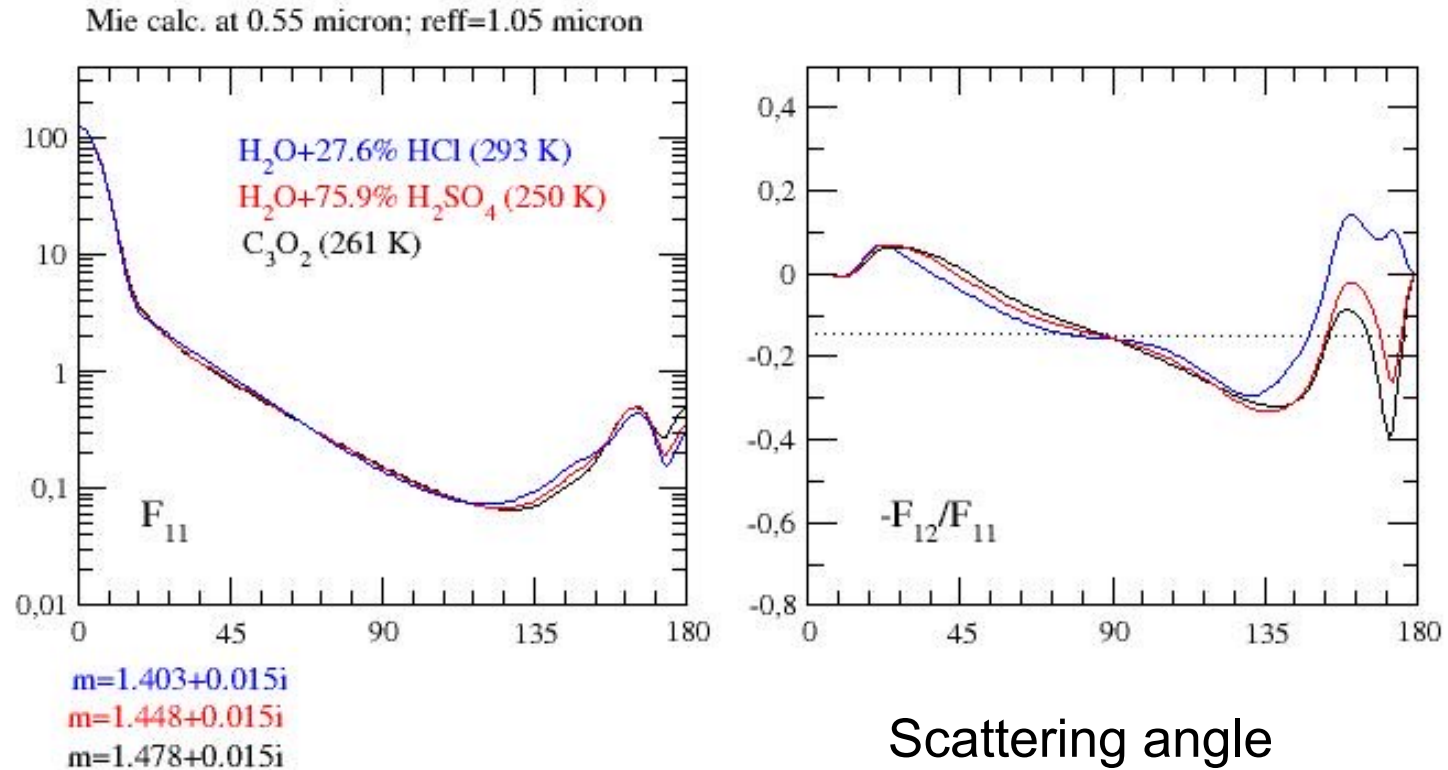 Mie calc. at 0.55 micron; reff=1.05 micron
100
10
1
0,1
0,01
H2O+27.6% HCl (293 K)
H2O+75.9% H2SO4 (250 K)
C3O2 (261 K)
F11
0 45 90 135 180
m=1.403+0.015i
m=1.448+0.015i
m=1.478+0.015i
0,4
0,2
0
-0,2
-0,4
-0,6
-0,8
-F12/F11
0 45 90 135 180
Scattering angle